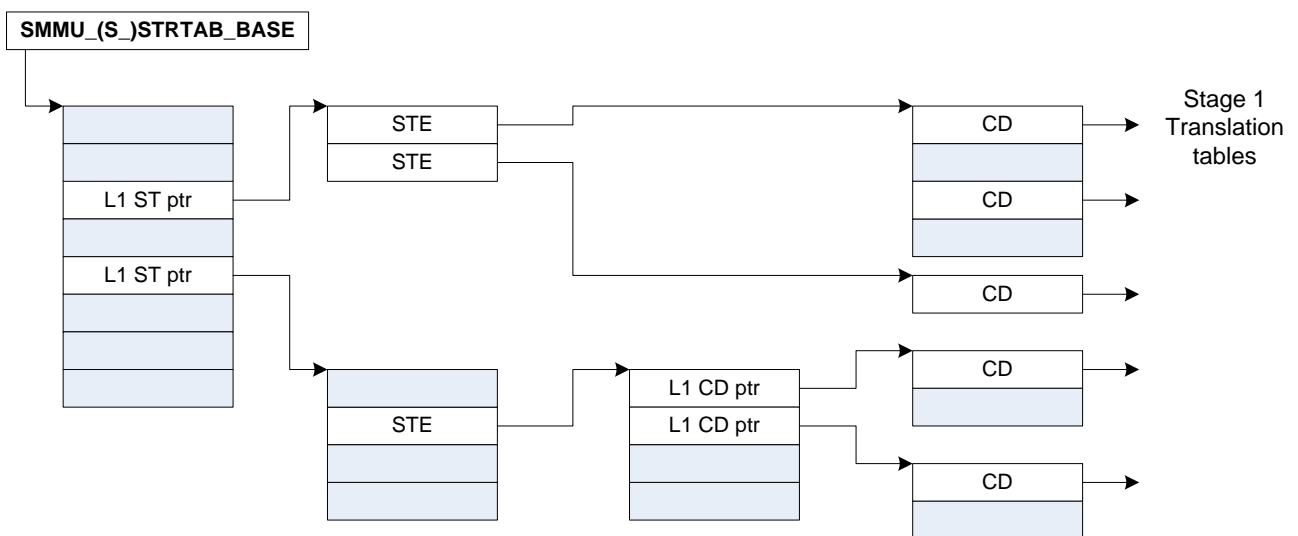 SMMU_(S_)STRTAB_BASE
STE
CD
Stage 1
Translation
tables
STE
L1 ST ptr
CD
L1 ST ptr
CD
CD
L1 CD ptr
STE
L1 CD ptr
CD